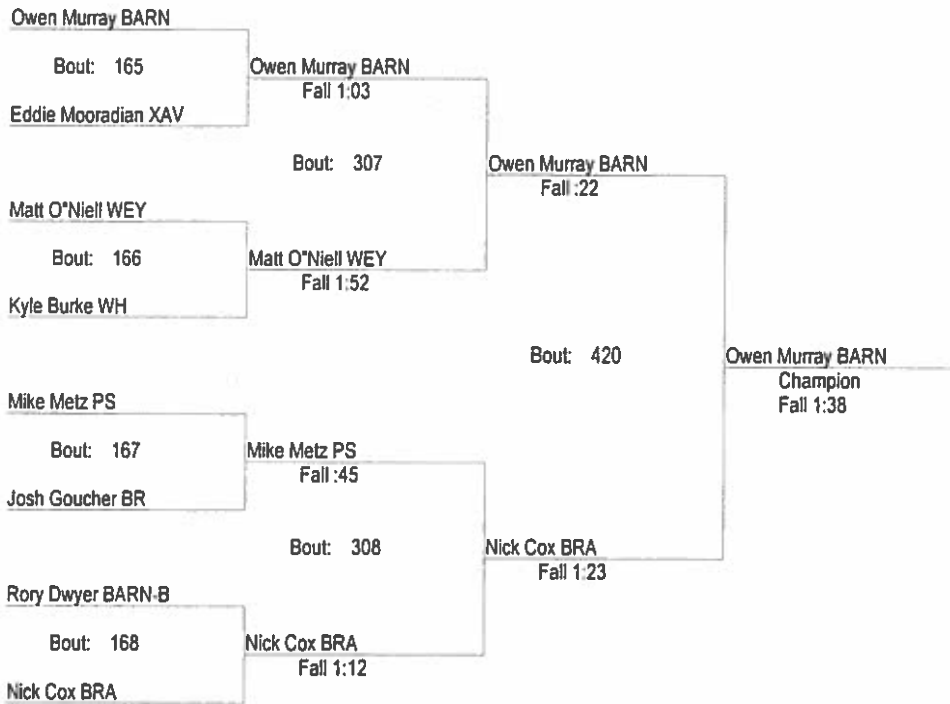 Owen Murray BARN
Bout: 165
Owen Murray BARN
Fall 1:03
Eddie Mooradian XAV
Bout: 307
Owen Murray BARN
Fall :22
Matt O"Niell WEY
Bout: 166
Matt O"Niell WEY
Fall 1:52
Kyle Burke WH
Bout: 420
Owen Murray BARN
Champion
Fall 1:38
Mike Metz PS
Bout: 167
Mike Metz PS
Fall :45
Josh Goucher BR
Bout: 308
Nick Cox BRA
Fall 1:23
Rory Dwyer BARN-B
Bout: 168
Nick Cox BRA
Fall 1:12
Nick Cox BRA